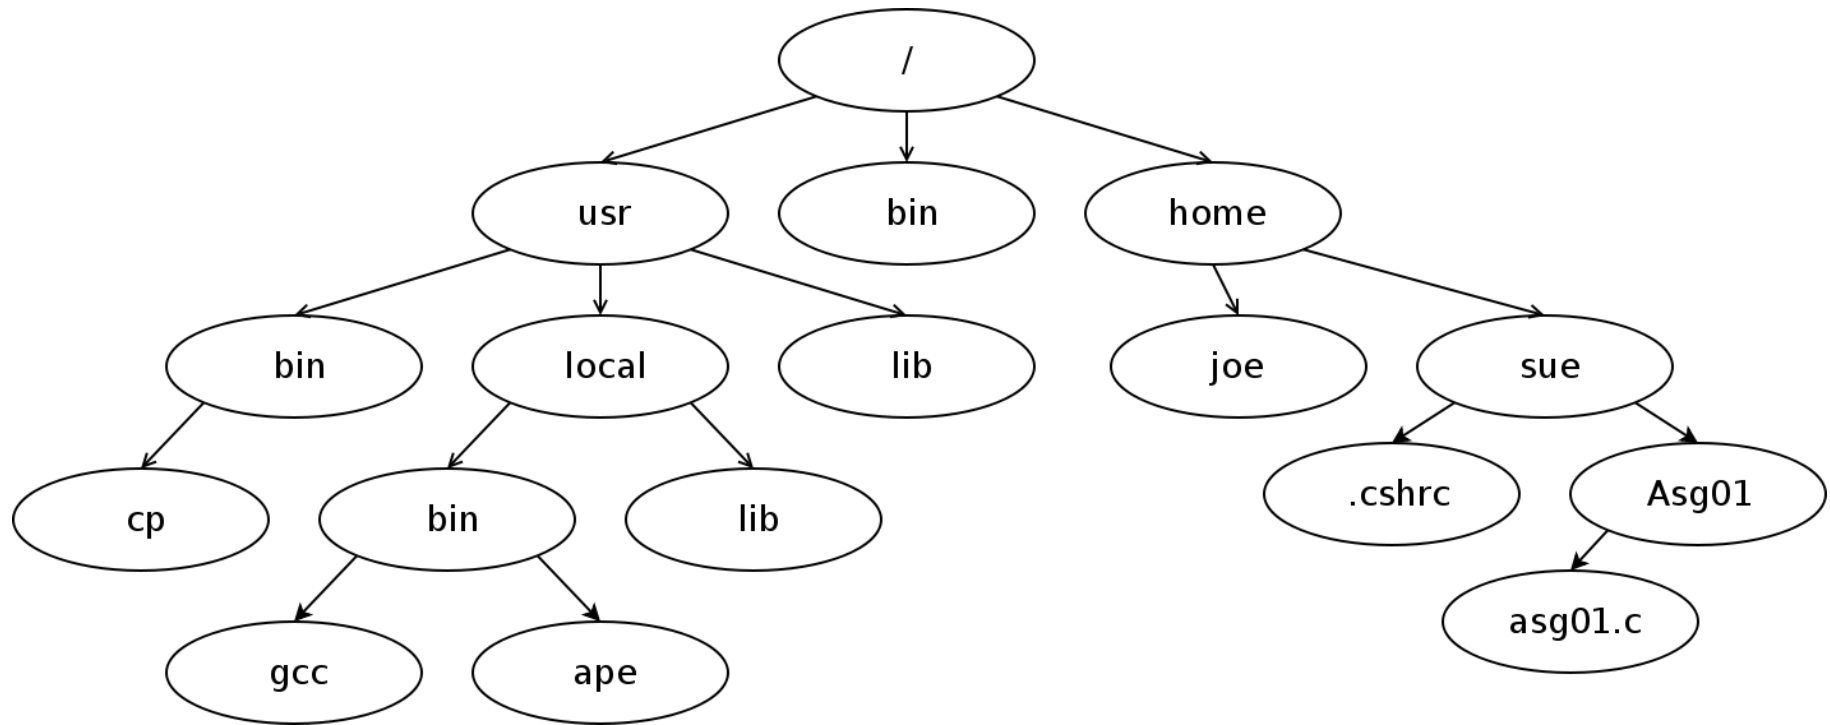 /
usr
bin
home
bin
local
lib
joe
sue
cp
bin
lib
.cshrc
Asg01
gcc
ape
asg01.c